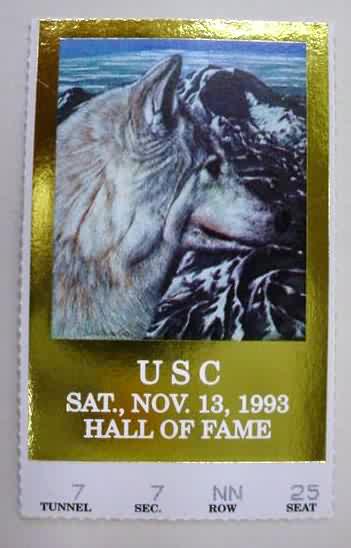 USC
SAT., NOV. 13, 1993
HALL OF FAME
7 7 NN 25
TUNNEL SEC. ROW SEAT